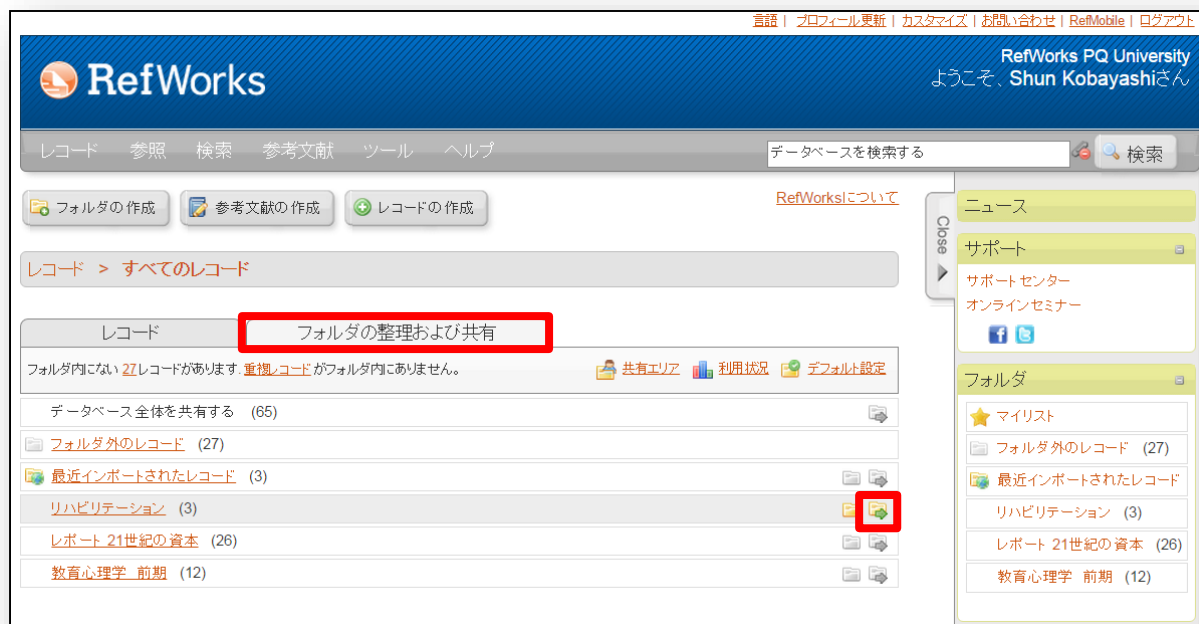 言語 | プロフィール更新 | カスタマイズ | お問い合わせ | RefMobile | ログアウト
RefWorks
RefWorks PQ University
ようこそ、Shun Kobayashiさん
レコード 参照 検索 参考文献 ツール ヘルプ
データベースを検索する 検索
フォルダの作成 参考文献の作成 レコードの作成
RefWorksについて
Close
レコード > すべてのレコード
レコード フォルダの整理および共有
フォルダ内にない 27レコードがあります. 重複レコード がフォルダ内にありません。
共有エリア 利用状況 デフォルト設定
データベース全体を共有する (65)
フォルダ外のレコード (27)
最近インポートされたレコード (3)
リハビリテーション (3)
レポート 21世紀の資本 (26)
教育心理学 前期 (12)
ニュース
サポート
サポートセンター
オンラインセミナー
フォルダ
マイリスト
フォルダ外のレコード (27)
最近インポートされたレコード
リハビリテーション (3)
レポート 21世紀の資本 (26)
教育心理学 前期 (12)